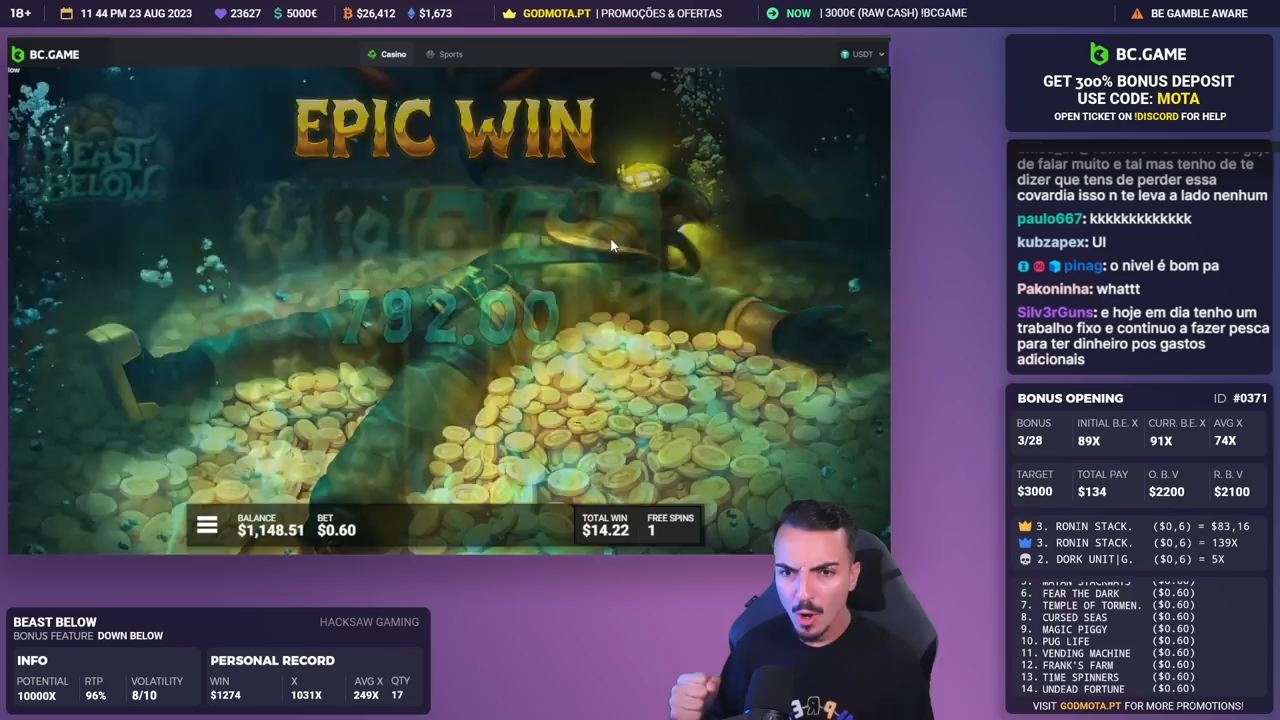 18+
11 44 PM 23 AUG 2023
23627
5000€
$26,412
$1,673
GODMOTA.PT | PROMOÇÕES & OFERTAS
NOW | 3000€ (RAW CASH) !BCGAME
BE GAMBLE AWARE
BC.GAME
Casino
Sports
USDT
low
BEAST
BELOW
EPIC WIN
792.00
BALANCE
$1,148.51
BET
$0.60
TOTAL WIN
$14.22
FREE SPINS
1
BC.GAME
GET 300% BONUS DEPOSIT
USE CODE: MOTA
OPEN TICKET ON !DISCORD FOR HELP
de falar muito e tal mas tenho de te
dizer que tens de perder essa
covardia isso n te leva a lado nenhum
paulo667: kkkkkkkkkkkk
kubzapex: UI
pinag: o nivel é bom pa
Pakoninha: whattt
Silv3rGuns: e hoje em dia tenho um
trabalho fixo e continuo a fazer pesca
para ter dinheiro pos gastos
adicionais
BONUS OPENING ID #0371
BONUS INITIAL B.E. X CURR. B.E. X AVG X
3/28 89X 91X 74X
TARGET TOTAL PAY O. B. V R. B. V
$3000 $134 $2200 $2100
3. RONIN STACK. ($0,6) = $83,16
3. RONIN STACK. ($0,6) = 139X
2. DORK UNIT|G. ($0,6) = 5X
5. MAYAN STACKWAYS ($0.60)
6. FEAR THE DARK ($0.60)
7. TEMPLE OF TORMEN. ($0.60)
8. CURSED SEAS ($0.60)
9. MAGIC PIGGY ($0.60)
10. PUG LIFE ($0.60)
11. VENDING MACHINE ($0.60)
12. FRANK'S FARM ($0.60)
13. TIME SPINNERS ($0.60)
14. UNDEAD FORTUNE ($0.60)
VISIT GODMOTA.PT FOR MORE PROMOTIONS!
BEAST BELOW HACKSAW GAMING
BONUS FEATURE DOWN BELOW
INFO
POTENTIAL RTP VOLATILITY
10000X 96% 8/10
PERSONAL RECORD
WIN X AVG X QTY
$1274 1031X 249X 17